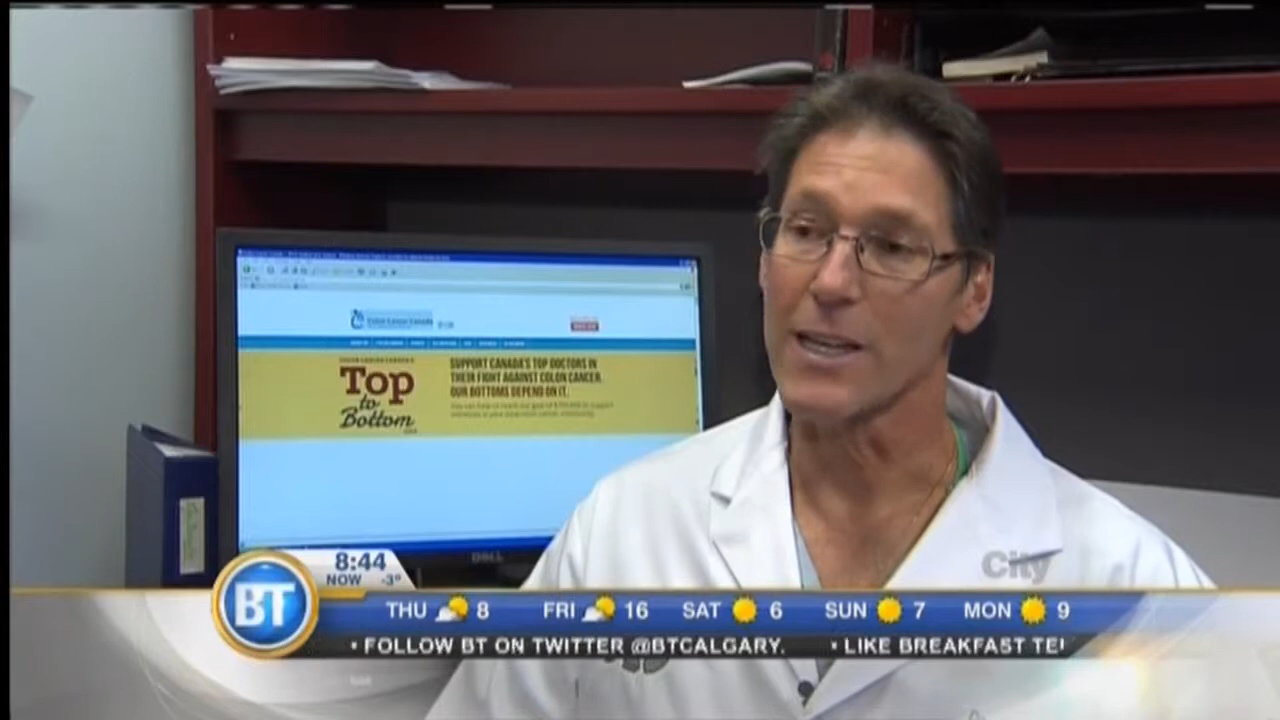 Top
to
Bottom
SUPPORT CANADA'S TOP DOCTORS IN
THEIR FIGHT AGAINST COLON CANCER.
OUR BOTTOMS DEPEND ON IT.
DELL
City
8:44
NOW -3°
BT
THU 8 FRI 16 SAT 6 SUN 7 MON 9
• FOLLOW BT ON TWITTER @BTCALGARY. • LIKE BREAKFAST TE